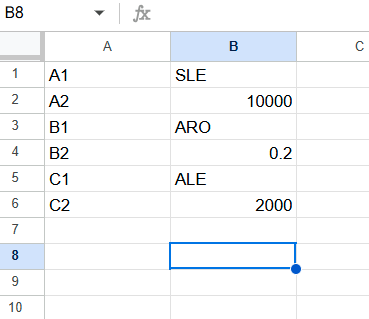 B8 fx
A B C
1 A1 SLE
2 A2 10000
3 B1 ARO
4 B2 0.2
5 C1 ALE
6 C2 2000
7
8
9
10